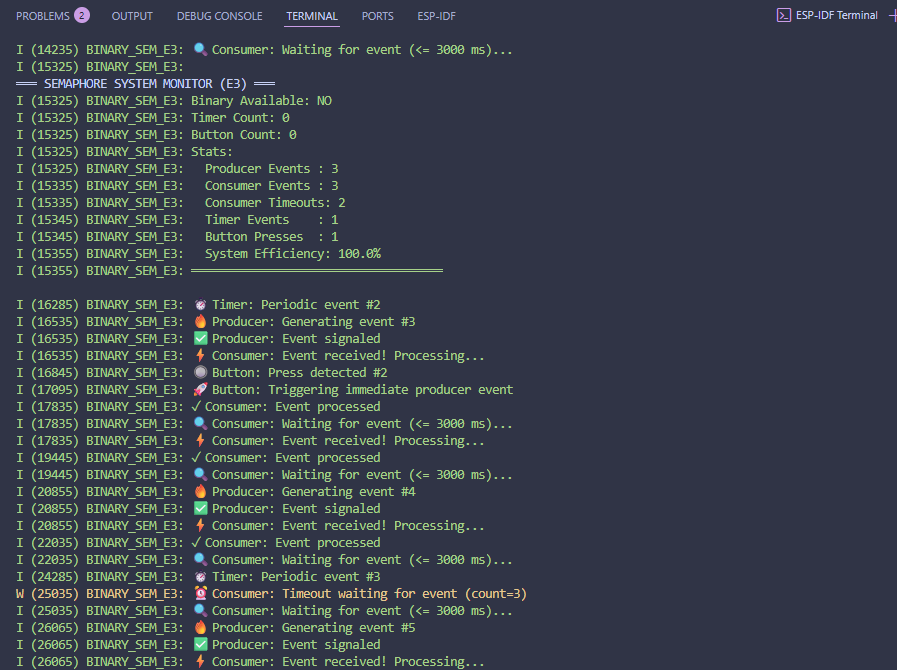 PROBLEMS 2 OUTPUT DEBUG CONSOLE TERMINAL PORTS ESP-IDF ESP-IDF Terminal
I (14235) BINARY_SEM_E3: 🔍 Consumer: Waiting for event (<= 3000 ms)...
I (15325) BINARY_SEM_E3:
═══ SEMAPHORE SYSTEM MONITOR (E3) ═══
I (15325) BINARY_SEM_E3: Binary Available: NO
I (15325) BINARY_SEM_E3: Timer Count: 0
I (15325) BINARY_SEM_E3: Button Count: 0
I (15325) BINARY_SEM_E3: Stats:
I (15325) BINARY_SEM_E3:   Producer Events : 3
I (15335) BINARY_SEM_E3:   Consumer Events : 3
I (15335) BINARY_SEM_E3:   Consumer Timeouts: 2
I (15345) BINARY_SEM_E3:   Timer Events    : 1
I (15345) BINARY_SEM_E3:   Button Presses  : 1
I (15355) BINARY_SEM_E3:   System Efficiency: 100.0%
I (15355) BINARY_SEM_E3: ════════════════════════════════════
I (16285) BINARY_SEM_E3: ⏰ Timer: Periodic event #2
I (16535) BINARY_SEM_E3: 🔥 Producer: Generating event #3
I (16535) BINARY_SEM_E3: ✅ Producer: Event signaled
I (16535) BINARY_SEM_E3: ⚡ Consumer: Event received! Processing...
I (16845) BINARY_SEM_E3: 🔘 Button: Press detected #2
I (17095) BINARY_SEM_E3: 🚀 Button: Triggering immediate producer event
I (17835) BINARY_SEM_E3: ✓ Consumer: Event processed
I (17835) BINARY_SEM_E3: 🔍 Consumer: Waiting for event (<= 3000 ms)...
I (17835) BINARY_SEM_E3: ⚡ Consumer: Event received! Processing...
I (19445) BINARY_SEM_E3: ✓ Consumer: Event processed
I (19445) BINARY_SEM_E3: 🔍 Consumer: Waiting for event (<= 3000 ms)...
I (20855) BINARY_SEM_E3: 🔥 Producer: Generating event #4
I (20855) BINARY_SEM_E3: ✅ Producer: Event signaled
I (20855) BINARY_SEM_E3: ⚡ Consumer: Event received! Processing...
I (22035) BINARY_SEM_E3: ✓ Consumer: Event processed
I (22035) BINARY_SEM_E3: 🔍 Consumer: Waiting for event (<= 3000 ms)...
I (24285) BINARY_SEM_E3: ⏰ Timer: Periodic event #3
W (25035) BINARY_SEM_E3: ⏰ Consumer: Timeout waiting for event (count=3)
I (25035) BINARY_SEM_E3: 🔍 Consumer: Waiting for event (<= 3000 ms)...
I (26065) BINARY_SEM_E3: 🔥 Producer: Generating event #5
I (26065) BINARY_SEM_E3: ✅ Producer: Event signaled
I (26065) BINARY_SEM_E3: ⚡ Consumer: Event received! Processing...